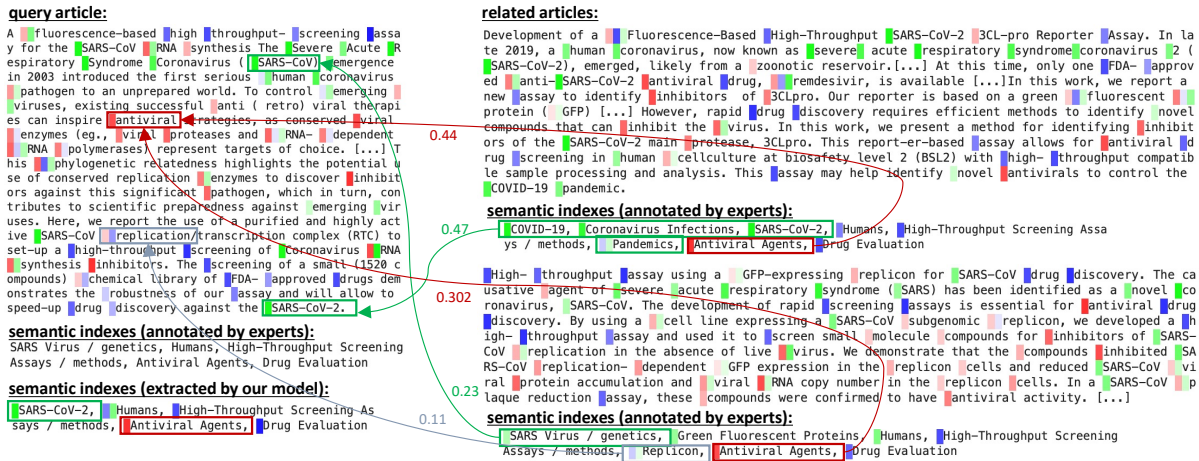 query article:
A fluorescence-based high throughput- screening assa
y for the SARS-CoV RNA synthesis The Severe Acute R
espiratory Syndrome Coronavirus ( SARS-CoV) emergence
in 2003 introduced the first serious human coronavirus
pathogen to an unprepared world. To control emerging
viruses, existing successful anti ( retro) viral therapi
es can inspire antiviral strategies, as conserved viral
enzymes (eg., viral proteases and RNA- dependent
RNA polymerases) represent targets of choice. [...] T
his phylogenetic relatedness highlights the potential u
se of conserved replication enzymes to discover inhibit
ors against this significant pathogen, which in turn, con
tributes to scientific preparedness against emerging vir
uses. Here, we report the use of a purified and highly act
ive SARS-CoV replication/transcription complex (RTC) to
set-up a high-throughput screening of Coronavirus RNA
synthesis inhibitors. The screening of a small (1520 c
ompounds) chemical library of FDA- approved drugs dem
onstrates the robustness of our assay and will allow to
speed-up drug discovery against the SARS-CoV-2.
semantic indexes (annotated by experts):
SARS Virus / genetics, Humans, High-Throughput Screening
Assays / methods, Antiviral Agents, Drug Evaluation
semantic indexes (extracted by our model):
SARS-CoV-2, Humans, High-Throughput Screening As
says / methods, Antiviral Agents, Drug Evaluation
0.44
0.47
0.302
0.23
0.11
related articles:
Development of a Fluorescence-Based High-Throughput SARS-CoV-2 3CL-pro Reporter Assay. In la
te 2019, a human coronavirus, now known as severe acute respiratory syndrome coronavirus 2 (
SARS-CoV-2), emerged, likely from a zoonotic reservoir.[...] At this time, only one FDA- approv
ed anti-SARS-CoV-2 antiviral drug, remdesivir, is available [...]In this work, we report a
new assay to identify inhibitors of 3CLpro. Our reporter is based on a green fluorescent
protein ( GFP) [...] However, rapid drug discovery requires efficient methods to identify novel
compounds that can inhibit the virus. In this work, we present a method for identifying inhibit
ors of the SARS-CoV-2 main protease, 3CLpro. This report-er-based assay allows for antiviral d
rug screening in human cellculture at biosafety level 2 (BSL2) with high- throughput compatib
le sample processing and analysis. This assay may help identify novel antivirals to control the
COVID-19 pandemic.
semantic indexes (annotated by experts):
COVID-19, Coronavirus Infections, SARS-CoV-2, Humans, High-Throughput Screening Assa
ys / methods, Pandemics, Antiviral Agents, Drug Evaluation
High- throughput assay using a GFP-expressing replicon for SARS-CoV drug discovery. The ca
usative agent of severe acute respiratory syndrome (SARS) has been identified as a novel co
ronavirus, SARS-CoV. The development of rapid screening assays is essential for antiviral drug
discovery. By using a cell line expressing a SARS-CoV subgenomic replicon, we developed a h
igh- throughput assay and used it to screen small molecule compounds for inhibitors of SARS-
CoV replication in the absence of live virus. We demonstrate that the compounds inhibited SA
RS-CoV replication- dependent GFP expression in the replicon cells and reduced SARS-CoV vi
ral protein accumulation and viral RNA copy number in the replicon cells. In a SARS-CoV p
laque reduction assay, these compounds were confirmed to have antiviral activity. [...]
semantic indexes (annotated by experts):
SARS Virus / genetics, Green Fluorescent Proteins, Humans, High-Throughput Screening
Assays / methods, Replicon, Antiviral Agents, Drug Evaluation